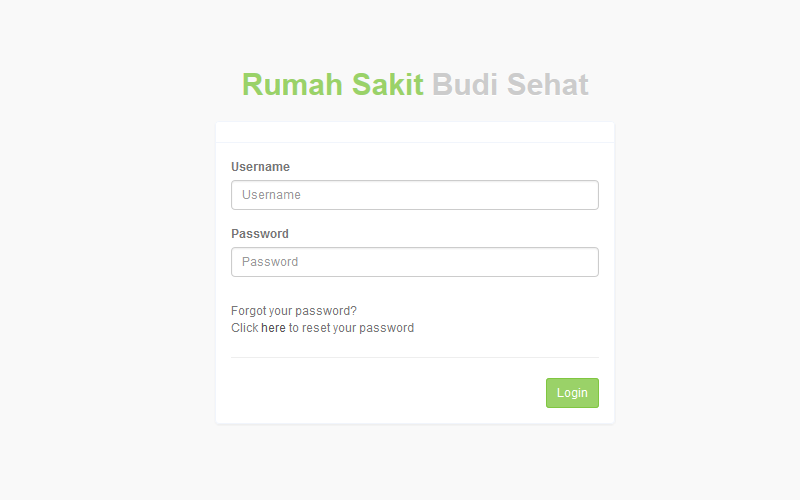 Rumah Sakit Budi Sehat
Username
Username
Password
Password
Forgot your password?
Click here to reset your password
Login